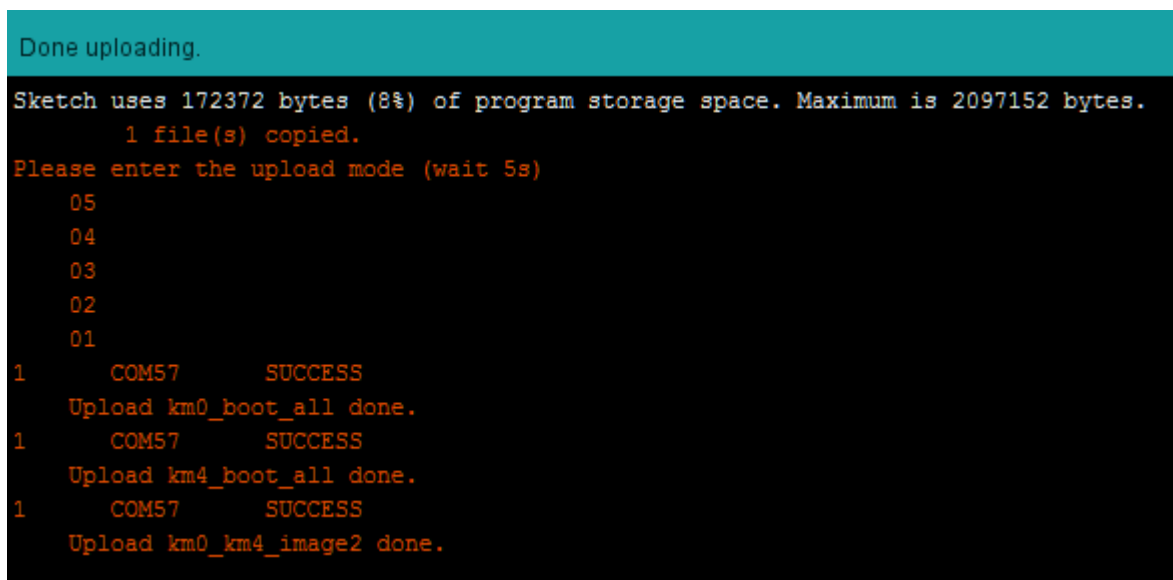 Done uploading.
Sketch uses 172372 bytes (8%) of program storage space. Maximum is 2097152 bytes.
1 file(s) copied.
Please enter the upload mode (wait 5s)
05
04
03
02
01
1 COM57 SUCCESS
Upload km0_boot_all done.
1 COM57 SUCCESS
Upload km4_boot_all done.
1 COM57 SUCCESS
Upload km0_km4_image2 done.